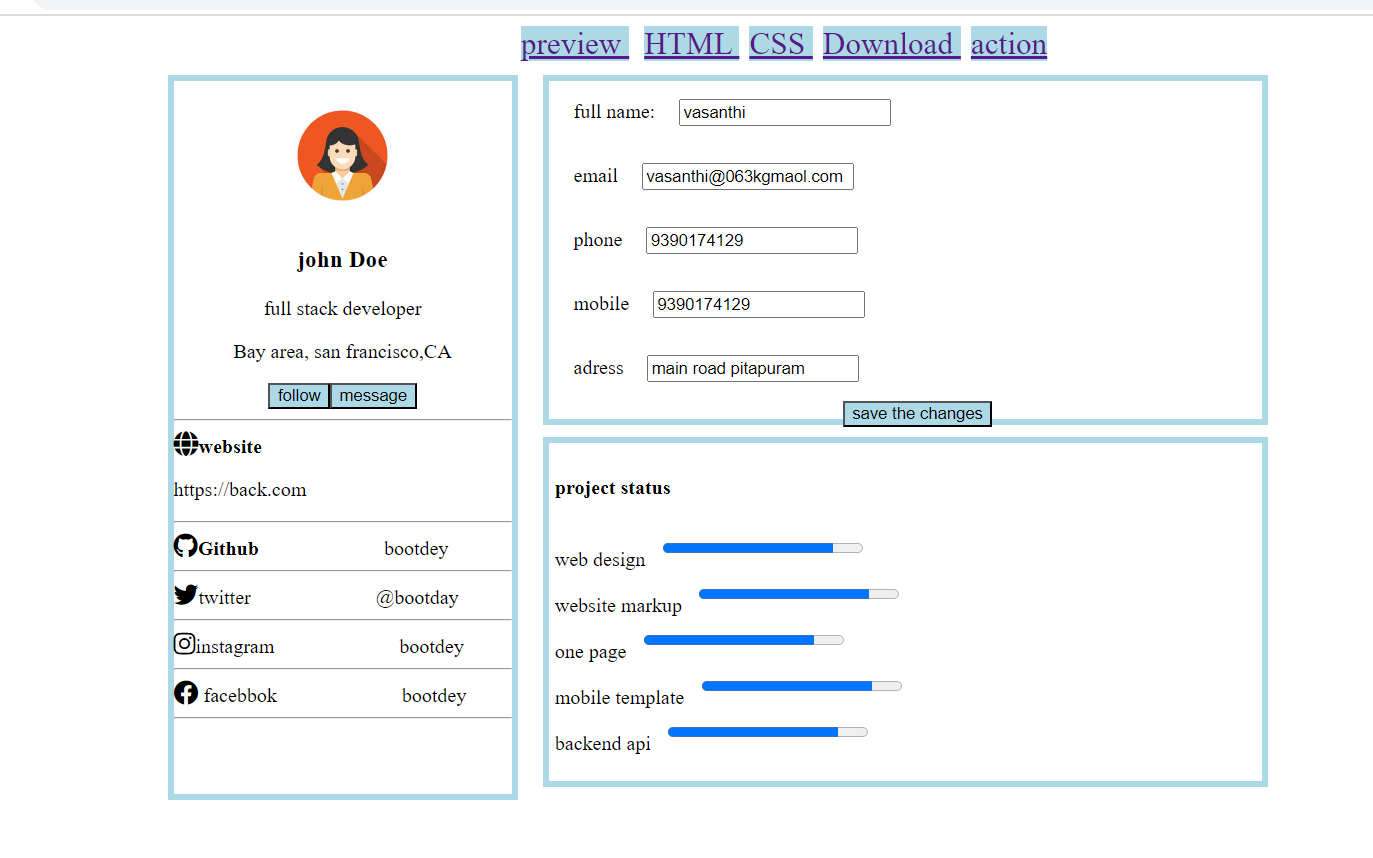 preview HTML CSS Download action
john Doe
full stack developer
Bay area, san francisco,CA
follow message
website
https://back.com
Github bootdey
twitter @bootday
instagram bootdey
facebbok bootdey
full name: vasanthi
email vasanthi@063kgmaol.com
phone 9390174129
mobile 9390174129
adress main road pitapuram
save the changes
project status
web design
website markup
one page
mobile template
backend api